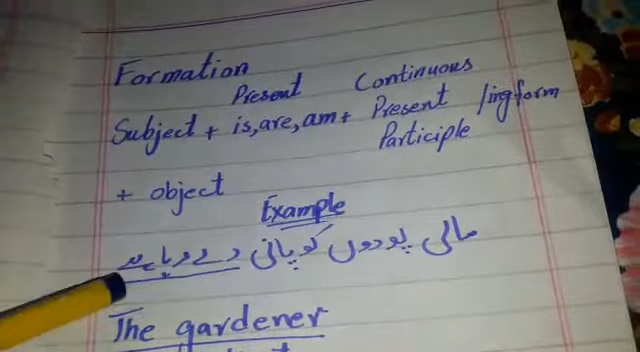 Formation
Present Continuous
Subject + is, are, am + Present /ing form
Participle
+ object
Example
مالی پودوں کو پانی دے رہا ہے
The gardener